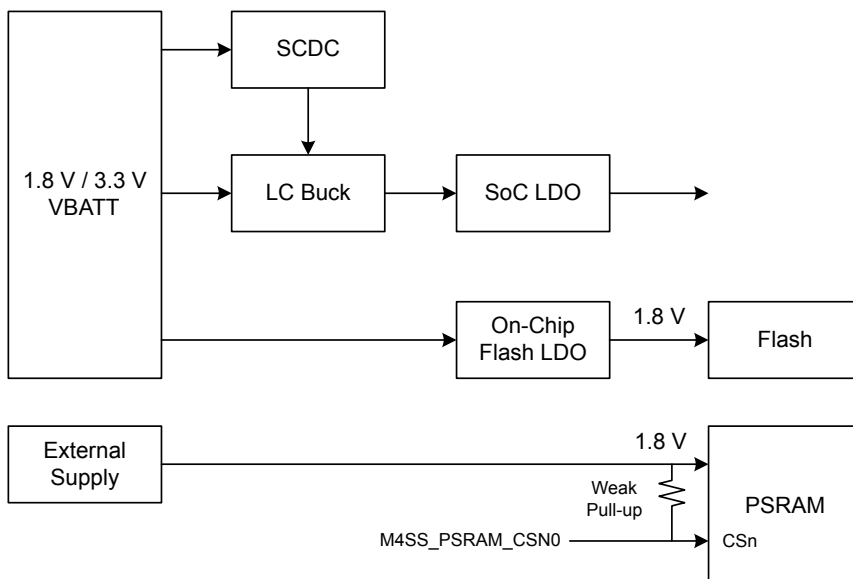 SCDC
1.8 V / 3.3 V
VBATT
LC Buck
SoC LDO
On-Chip
Flash LDO
1.8 V
Flash
External
Supply
1.8 V
Weak
Pull-up
PSRAM
M4SS_PSRAM_CSN0
CSn